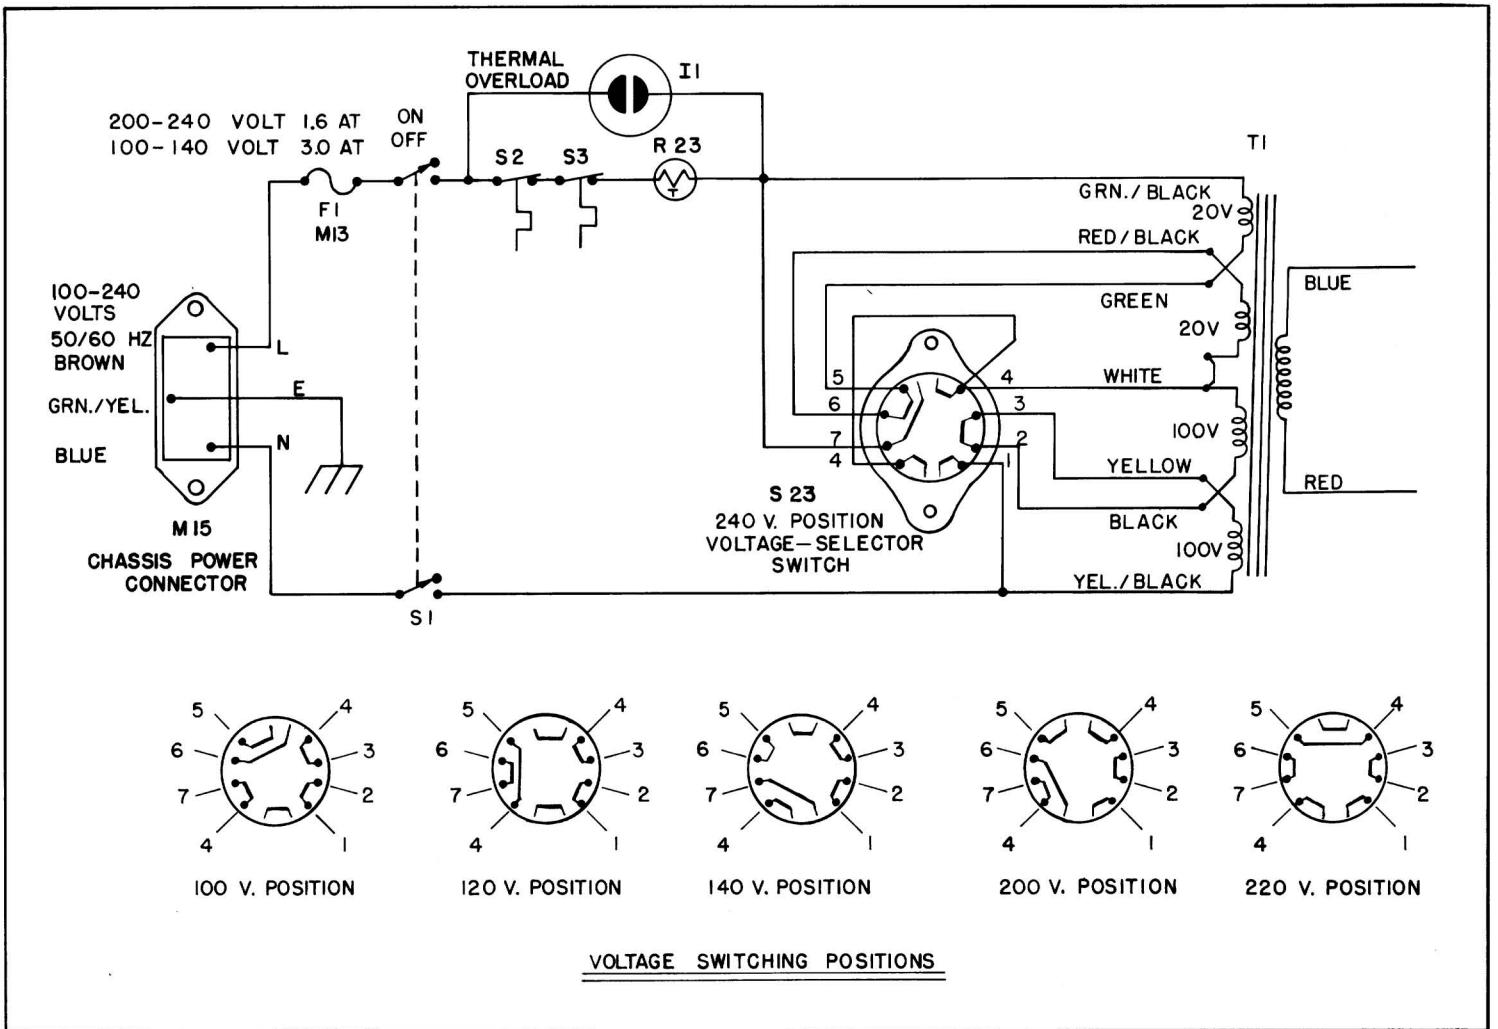 THERMAL
OVERLOAD
I1
200-240 VOLT 1.6 AT
100-140 VOLT 3.0 AT
ON
OFF
S2
S3
R 23
T
T1
F1
M13
GRN./BLACK
20V
RED/BLACK
GREEN
20V
BLUE
100-240
VOLTS
50/60 HZ
BROWN
L
E
GRN./YEL.
N
BLUE
5
6
7
4
4
3
2
1
WHITE
100V
YELLOW
BLACK
100V
YEL./BLACK
RED
M15
CHASSIS POWER
CONNECTOR
S 23
240 V. POSITION
VOLTAGE-SELECTOR
SWITCH
S1
5
4
6
3
7
2
4
1
100 V. POSITION
5
4
6
3
7
2
4
1
120 V. POSITION
5
4
6
3
7
2
4
1
140 V. POSITION
5
4
6
3
7
2
4
1
200 V. POSITION
5
4
6
3
7
2
4
1
220 V. POSITION
VOLTAGE SWITCHING POSITIONS